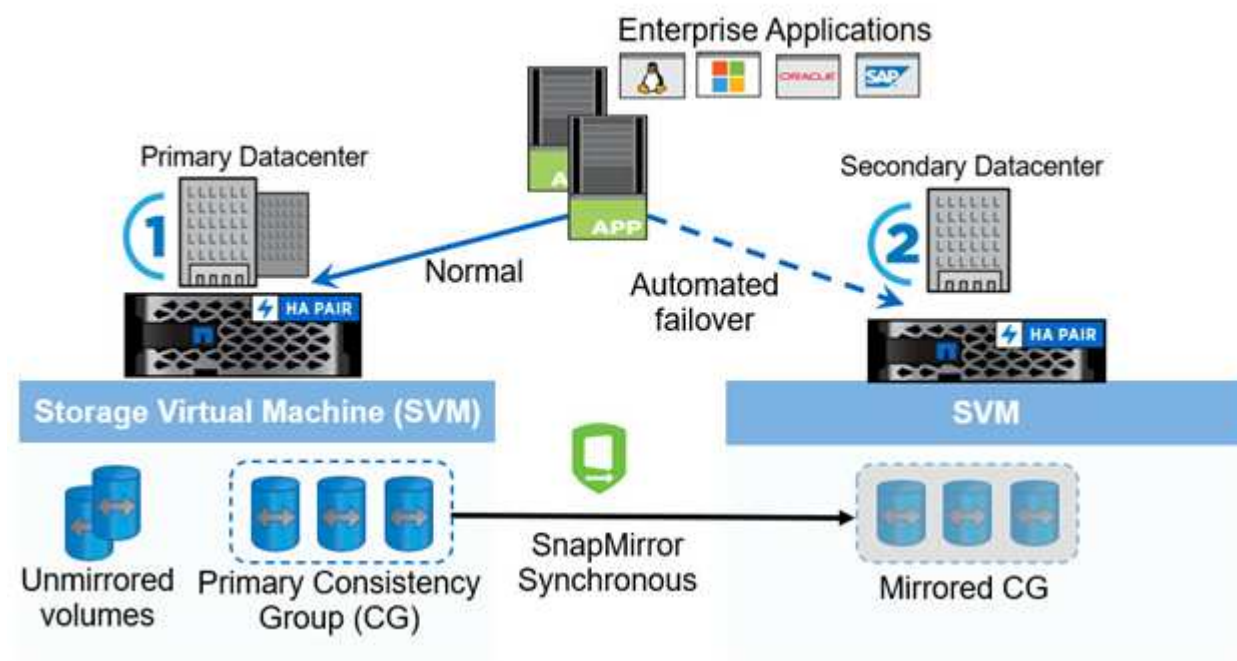 Enterprise Applications
ORACLE
SAP
Primary Datacenter
Secondary Datacenter
1
APP
2
Normal
Automated
failover
HA PAIR
HA PAIR
Storage Virtual Machine (SVM)
SVM
SnapMirror
Synchronous
Unmirrored
volumes
Primary Consistency
Group (CG)
Mirrored CG